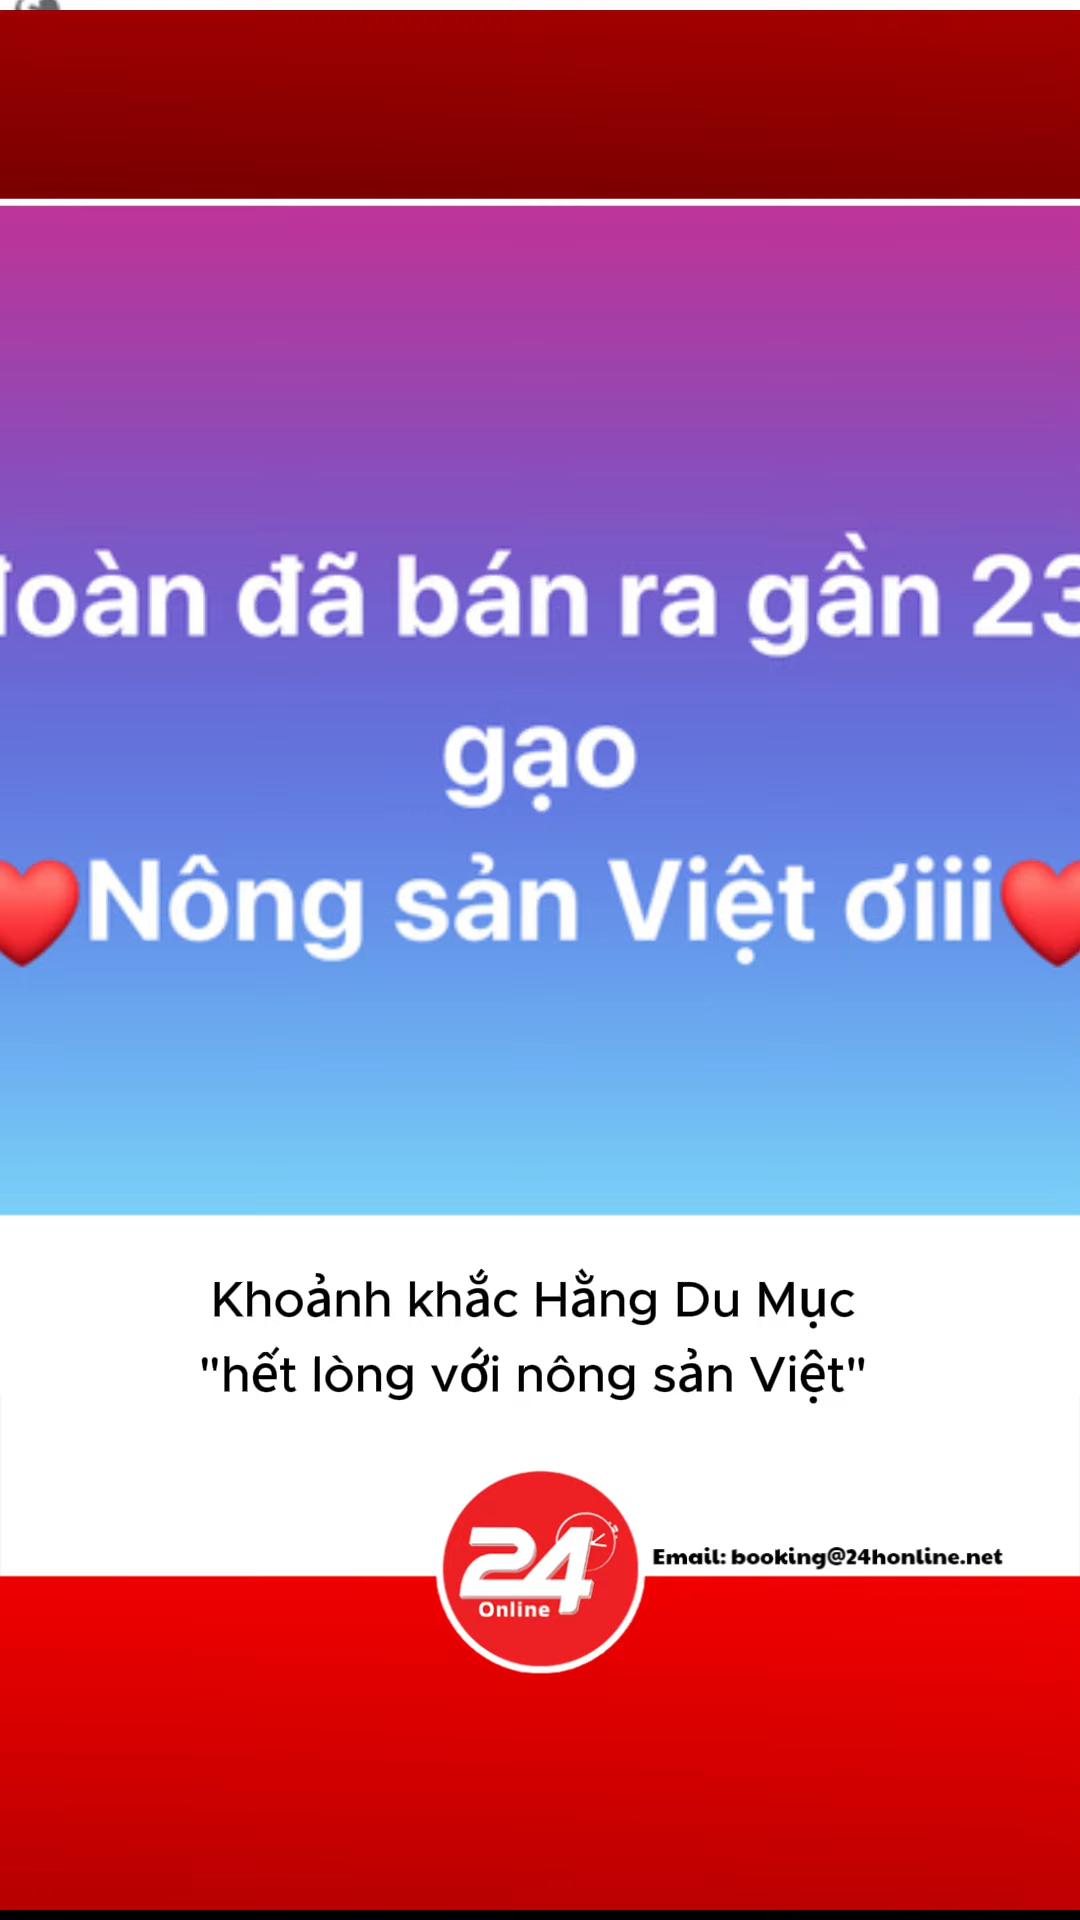 đoàn đã bán ra gần 23
gạo
❤️Nông sản Việt ơiii❤️
Khoảnh khắc Hằng Du Mục
"hết lòng với nông sản Việt"
24
Online
Email: booking@24honline.net